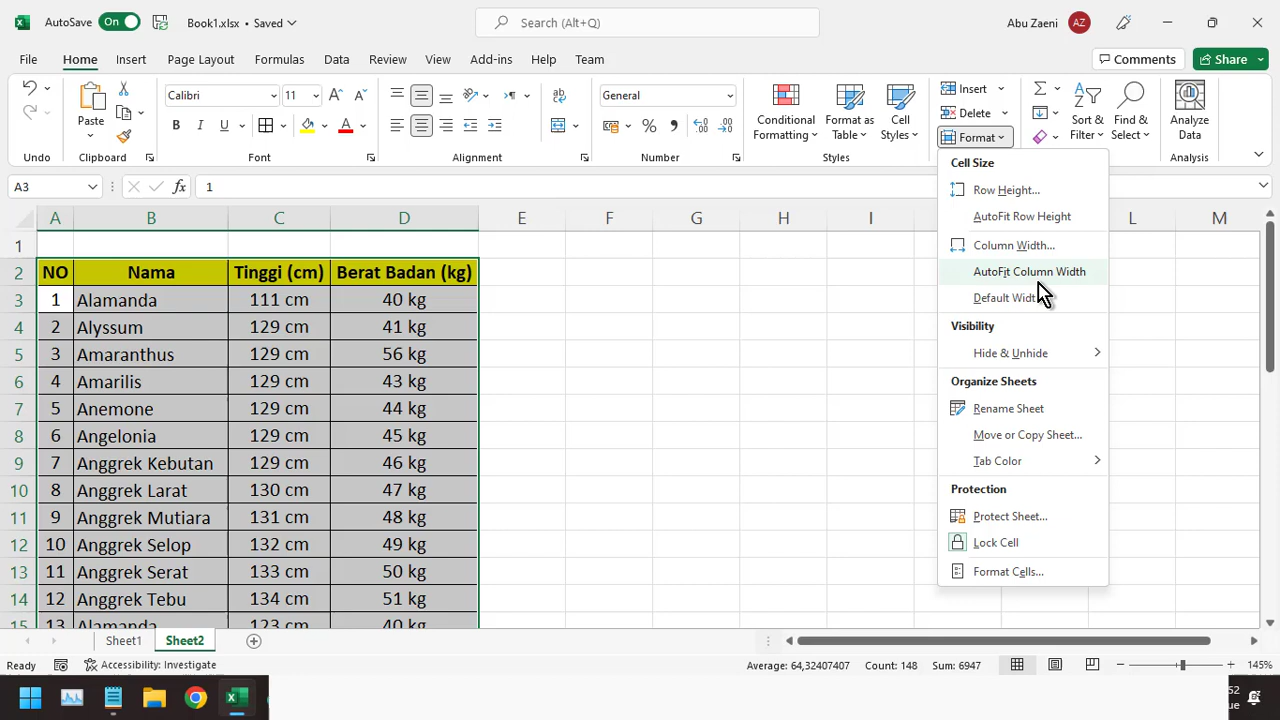 AutoSave On Book1.xlsx • Saved Search (Alt+Q) Abu Zaeni AZ
File Home Insert Page Layout Formulas Data Review View Add-ins Help Team Comments Share
Undo
Paste
Clipboard
Calibri 11
B I U
Font
Alignment
General
Number
Conditional Formatting
Format as Table
Cell Styles
Styles
Insert
Delete
Format
Sort & Filter
Find & Select
Analyze Data
Analysis
A3 fx 1
Cell Size
Row Height...
AutoFit Row Height
Column Width...
AutoFit Column Width
Default Widt
Visibility
Hide & Unhide
Organize Sheets
Rename Sheet
Move or Copy Sheet...
Tab Color
Protection
Protect Sheet...
Lock Cell
Format Cells...
A B C D E F G H I L M
1
2 NO Nama Tinggi (cm) Berat Badan (kg)
3 1 Alamanda 111 cm 40 kg
4 2 Alyssum 129 cm 41 kg
5 3 Amaranthus 129 cm 56 kg
6 4 Amarilis 129 cm 43 kg
7 5 Anemone 129 cm 44 kg
8 6 Angelonia 129 cm 45 kg
9 7 Anggrek Kebutan 129 cm 46 kg
10 8 Anggrek Larat 130 cm 47 kg
11 9 Anggrek Mutiara 131 cm 48 kg
12 10 Anggrek Selop 132 cm 49 kg
13 11 Anggrek Serat 133 cm 50 kg
14 12 Anggrek Tebu 134 cm 51 kg
15 13 Alamanda 123 cm 40 kg
Sheet1 Sheet2
Ready Accessibility: Investigate Average: 64,32407407 Count: 148 Sum: 6947 145%
52
ue